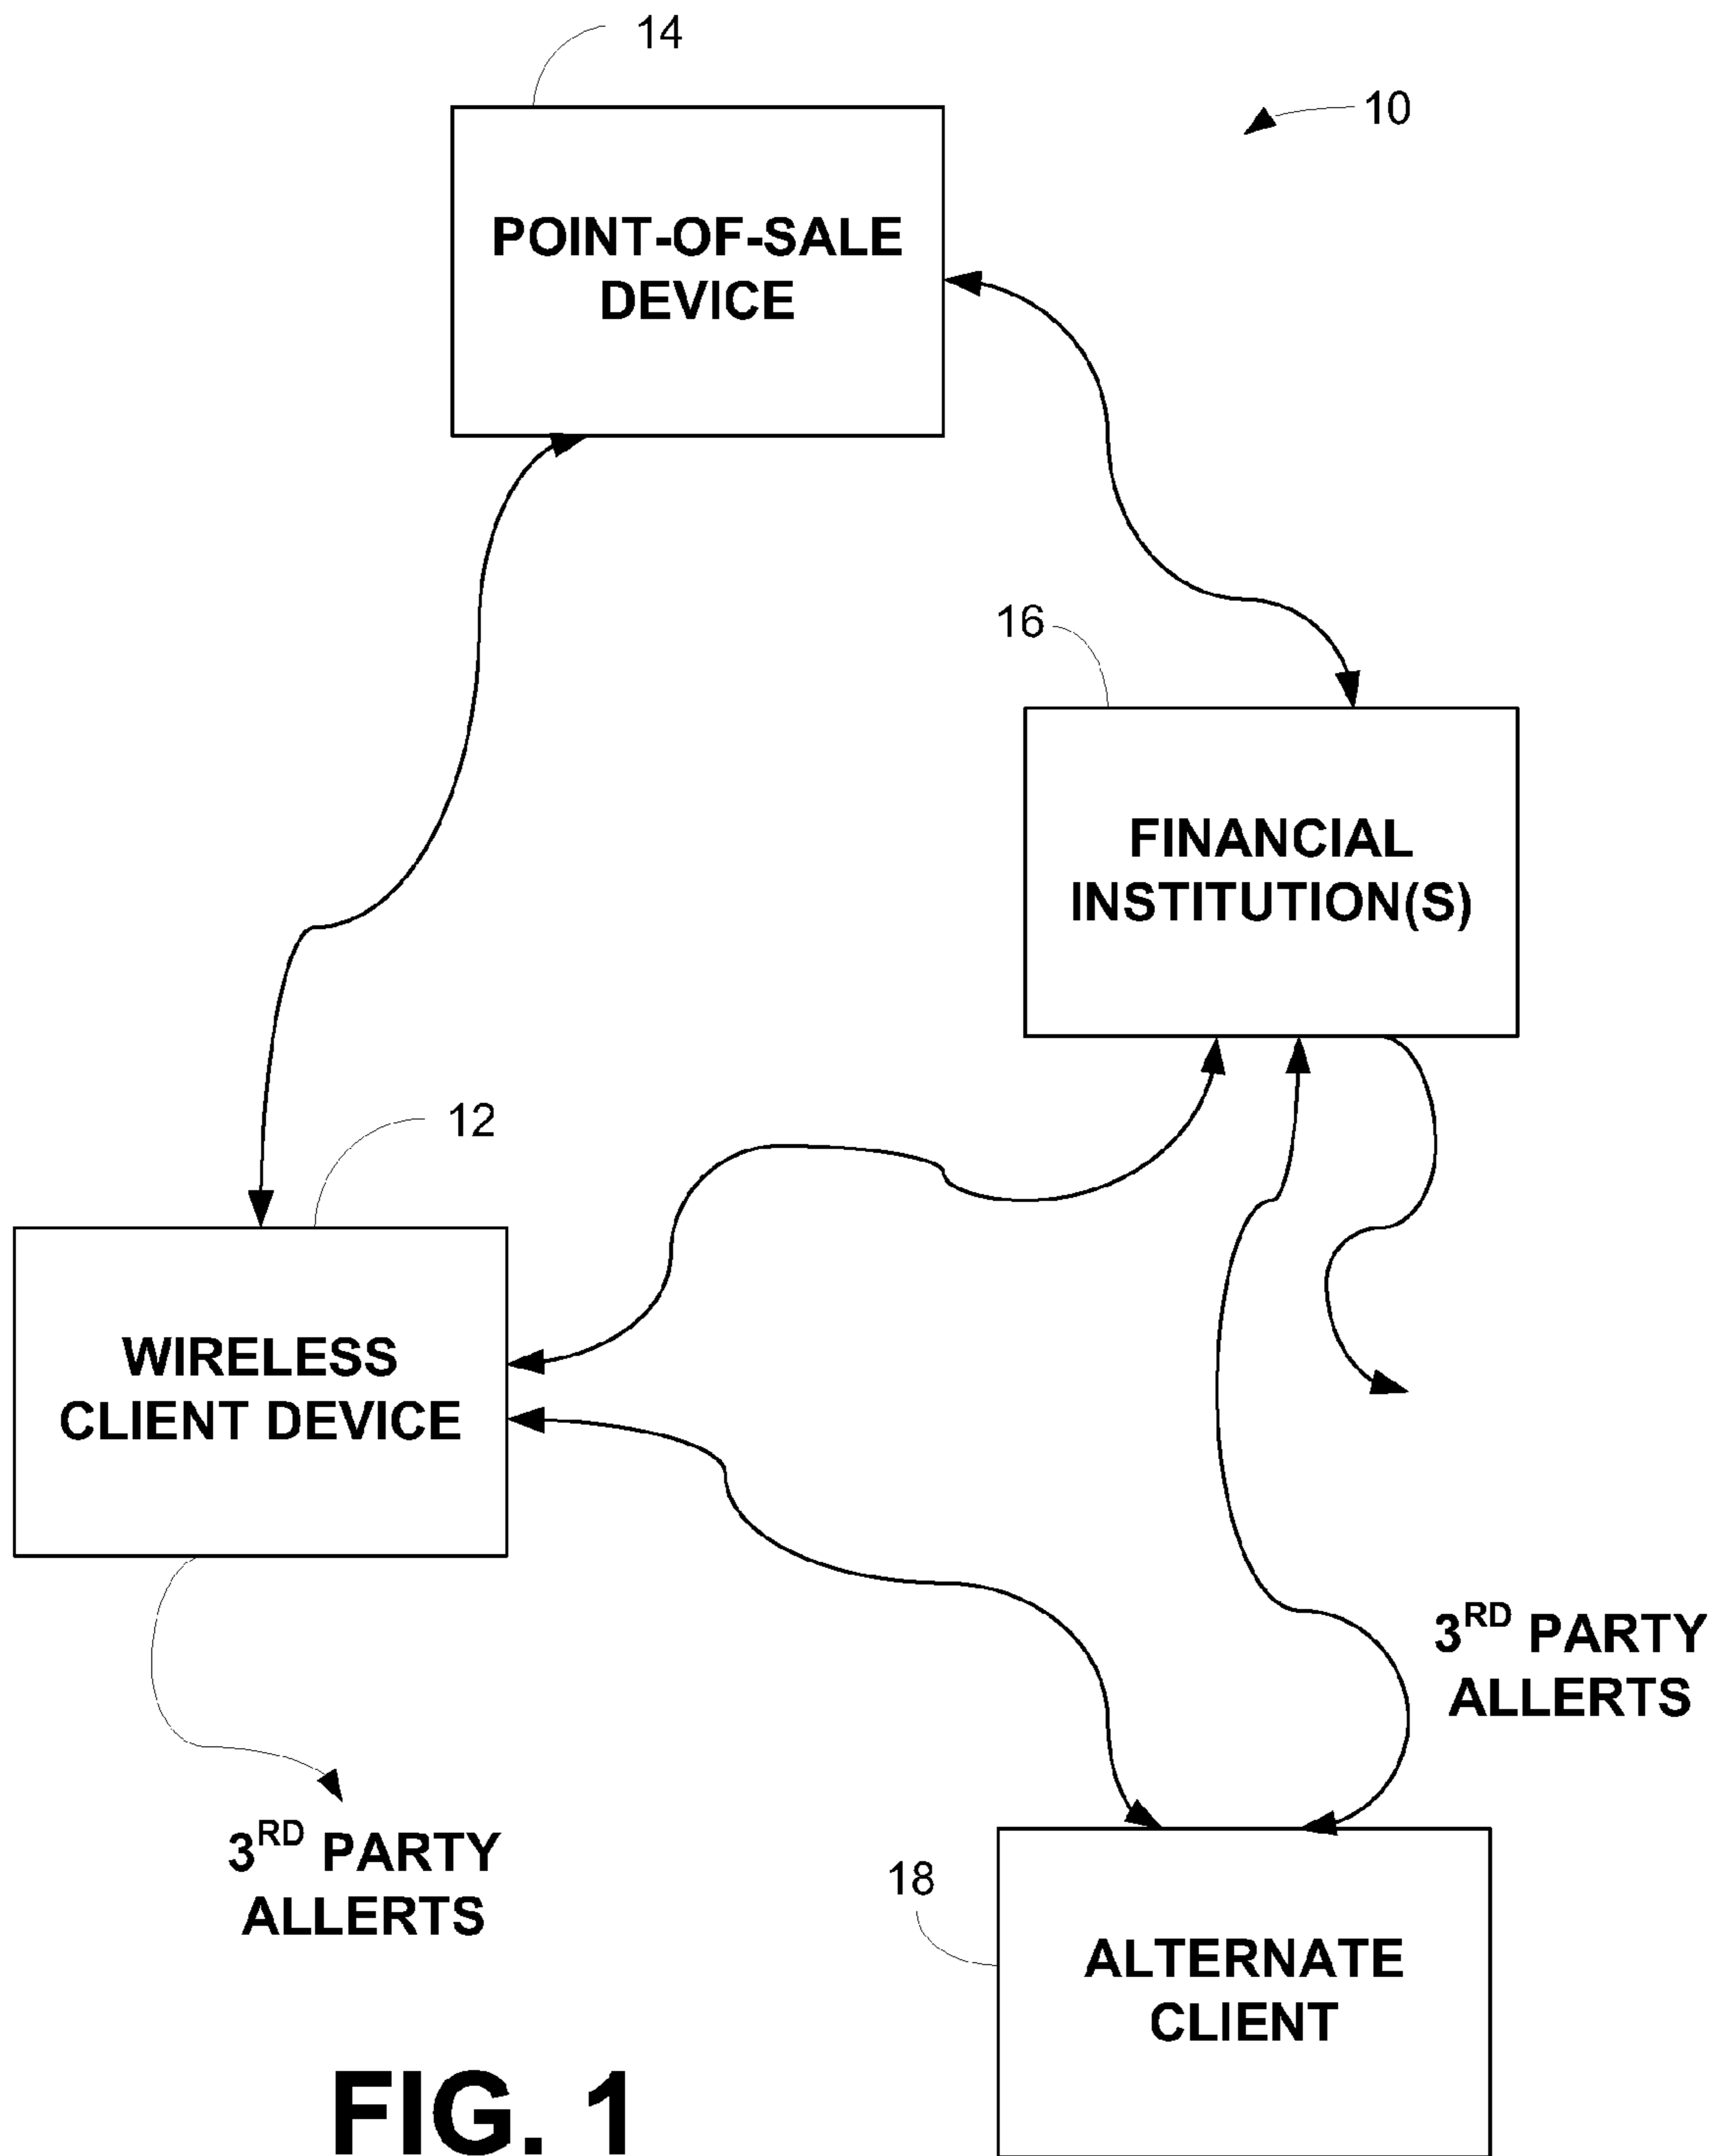 14
10
POINT-OF-SALE
DEVICE
16
FINANCIAL
INSTITUTION(S)
12
WIRELESS
CLIENT DEVICE
3RD PARTY
ALLERTS
3RD PARTY
ALLERTS
18
ALTERNATE
CLIENT
FIG. 1